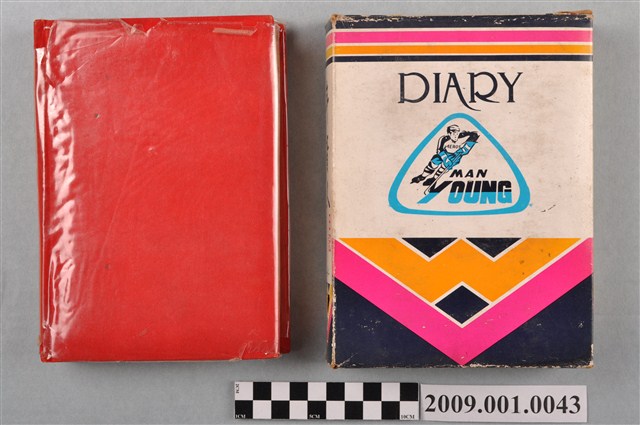 DIARY
HEROS
MAN
YOUNG
1CM
5CM
10CM
2009.001.0043